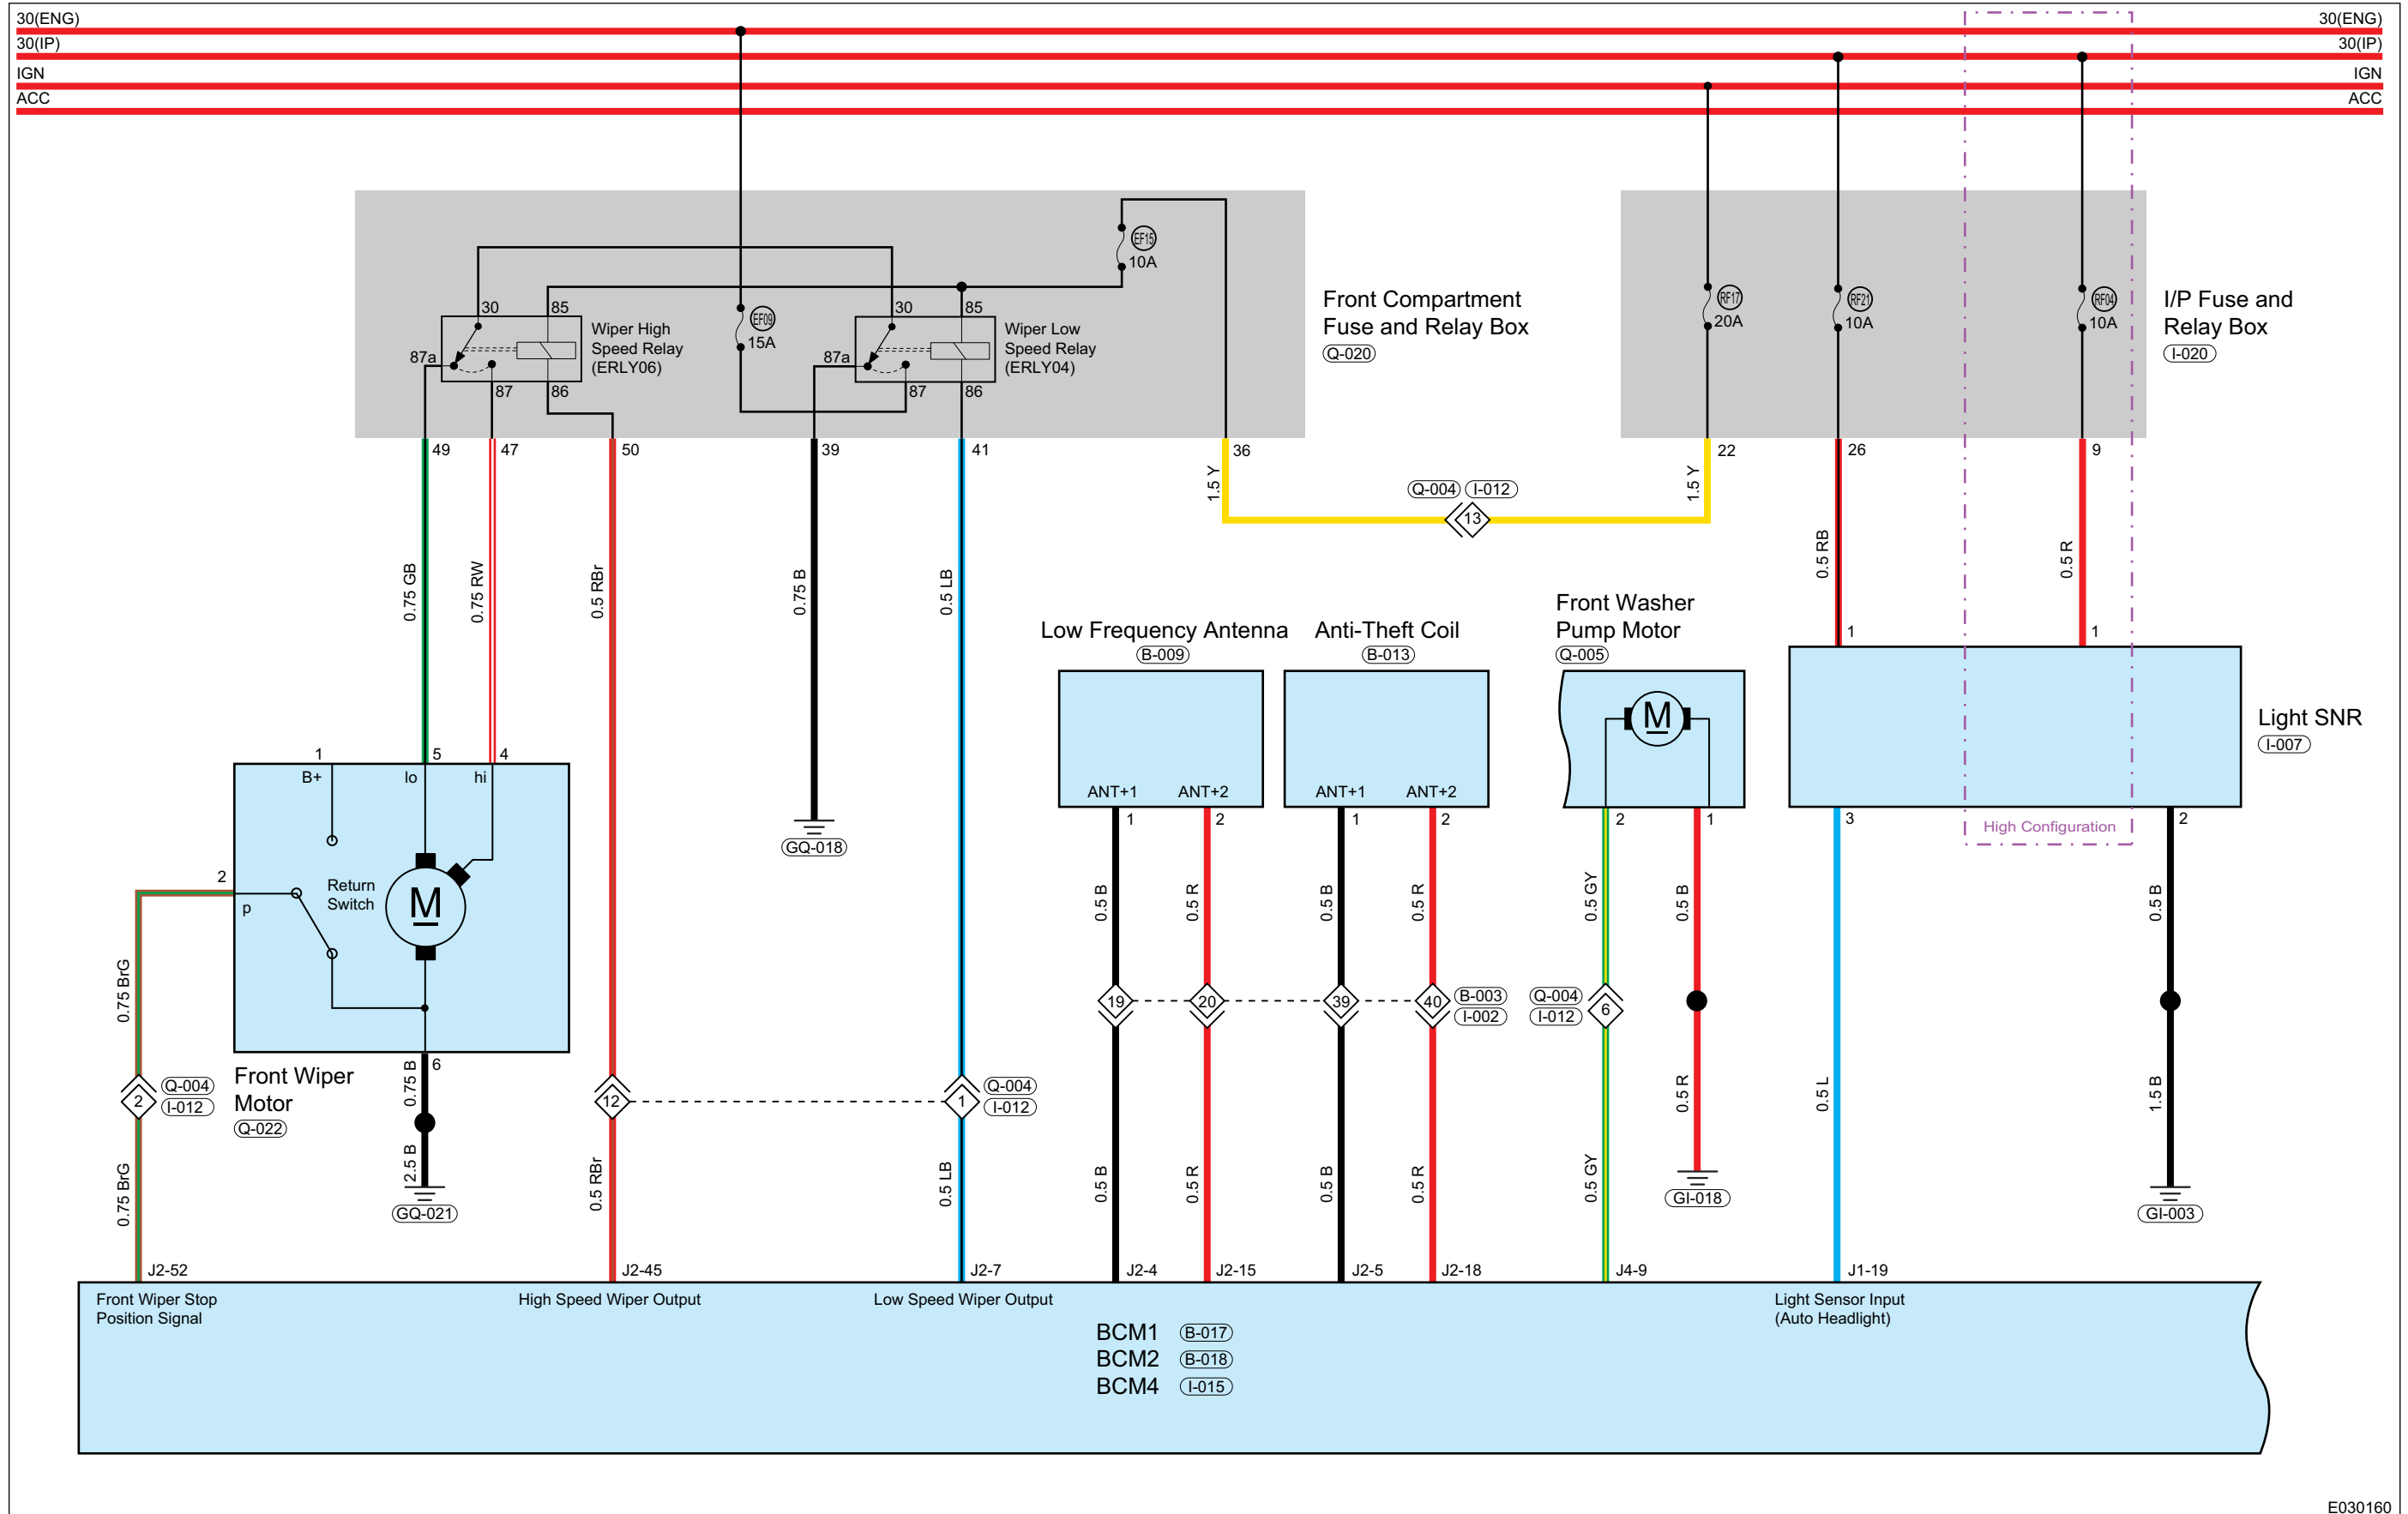 30(ENG) 30(ENG)
30(IP) 30(IP)
IGN IGN
ACC ACC
EF15
10A
Front Compartment
Fuse and Relay Box
Q-020
RF17
20A
RF21
10A
RF04
10A
I/P Fuse and
Relay Box
I-020
30 85
Wiper High
Speed Relay
(ERLY06)
87a
87 86
EF09
15A
30 85
Wiper Low
Speed Relay
(ERLY04)
87a
87 86
49 47 50 39 41 36 22 26 9
1.5 Y
1.5 Y
Q-004 I-012
13
0.75 GB
0.75 RW
0.5 RBr
0.75 B
0.5 LB
0.5 RB
0.5 R
Low Frequency Antenna
B-009
Anti-Theft Coil
B-013
Front Washer
Pump Motor
Q-005
M
1 1
Light SNR
I-007
ANT+1 ANT+2
ANT+1 ANT+2
1 2 1 2 2 1 3 2
High Configuration
GQ-018
1 5 4
B+ lo hi
2
p
Return
Switch
M
6
Front Wiper
Motor
Q-022
0.75 B
2.5 B
GQ-021
0.75 BrG
Q-004
2
I-012
0.75 BrG
12
1
Q-004
I-012
0.5 RBr
0.5 LB
0.5 B
0.5 R
0.5 B
0.5 R
0.5 GY
0.5 B
0.5 B
19 20 39 40
B-003
I-002
Q-004
I-012
6
0.5 B
0.5 R
0.5 B
0.5 R
0.5 GY
0.5 R
0.5 L
1.5 B
GI-018
GI-003
J2-52 J2-45 J2-7 J2-4 J2-15 J2-5 J2-18 J4-9 J1-19
Front Wiper Stop
Position Signal
High Speed Wiper Output
Low Speed Wiper Output
Light Sensor Input
(Auto Headlight)
BCM1 B-017
BCM2 B-018
BCM4 I-015
E030160